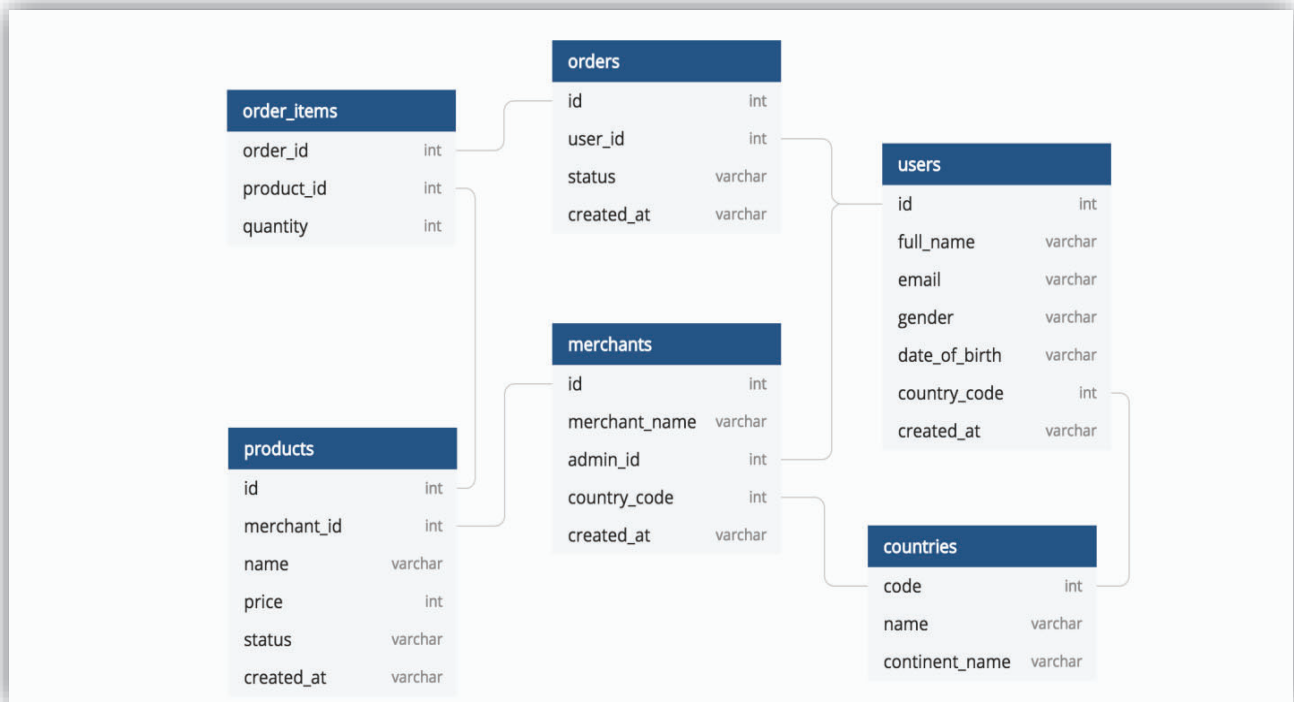 order_items
order_id int
product_id int
quantity int
orders
id int
user_id int
status varchar
created_at varchar
users
id int
full_name varchar
email varchar
gender varchar
date_of_birth varchar
country_code int
created_at varchar
merchants
id int
merchant_name varchar
admin_id int
country_code int
created_at varchar
products
id int
merchant_id int
name varchar
price int
status varchar
created_at varchar
countries
code int
name varchar
continent_name varchar